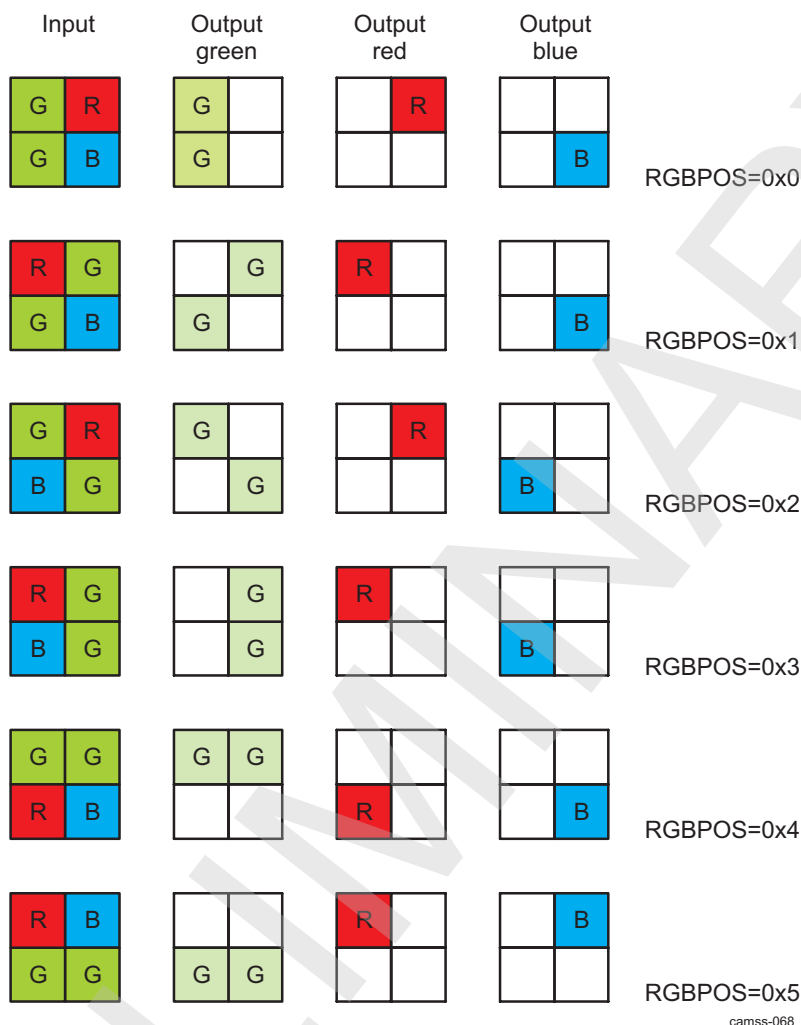 Input Output green Output red Output blue
G R G R B
G B G
RGBPOS=0x0
R G G R
G B G B
RGBPOS=0x1
G R G R
B G G B
RGBPOS=0x2
R G G R
B G G B
RGBPOS=0x3
G G G G
R B R B
RGBPOS=0x4
R B R B
G G G G
RGBPOS=0x5
camss-068